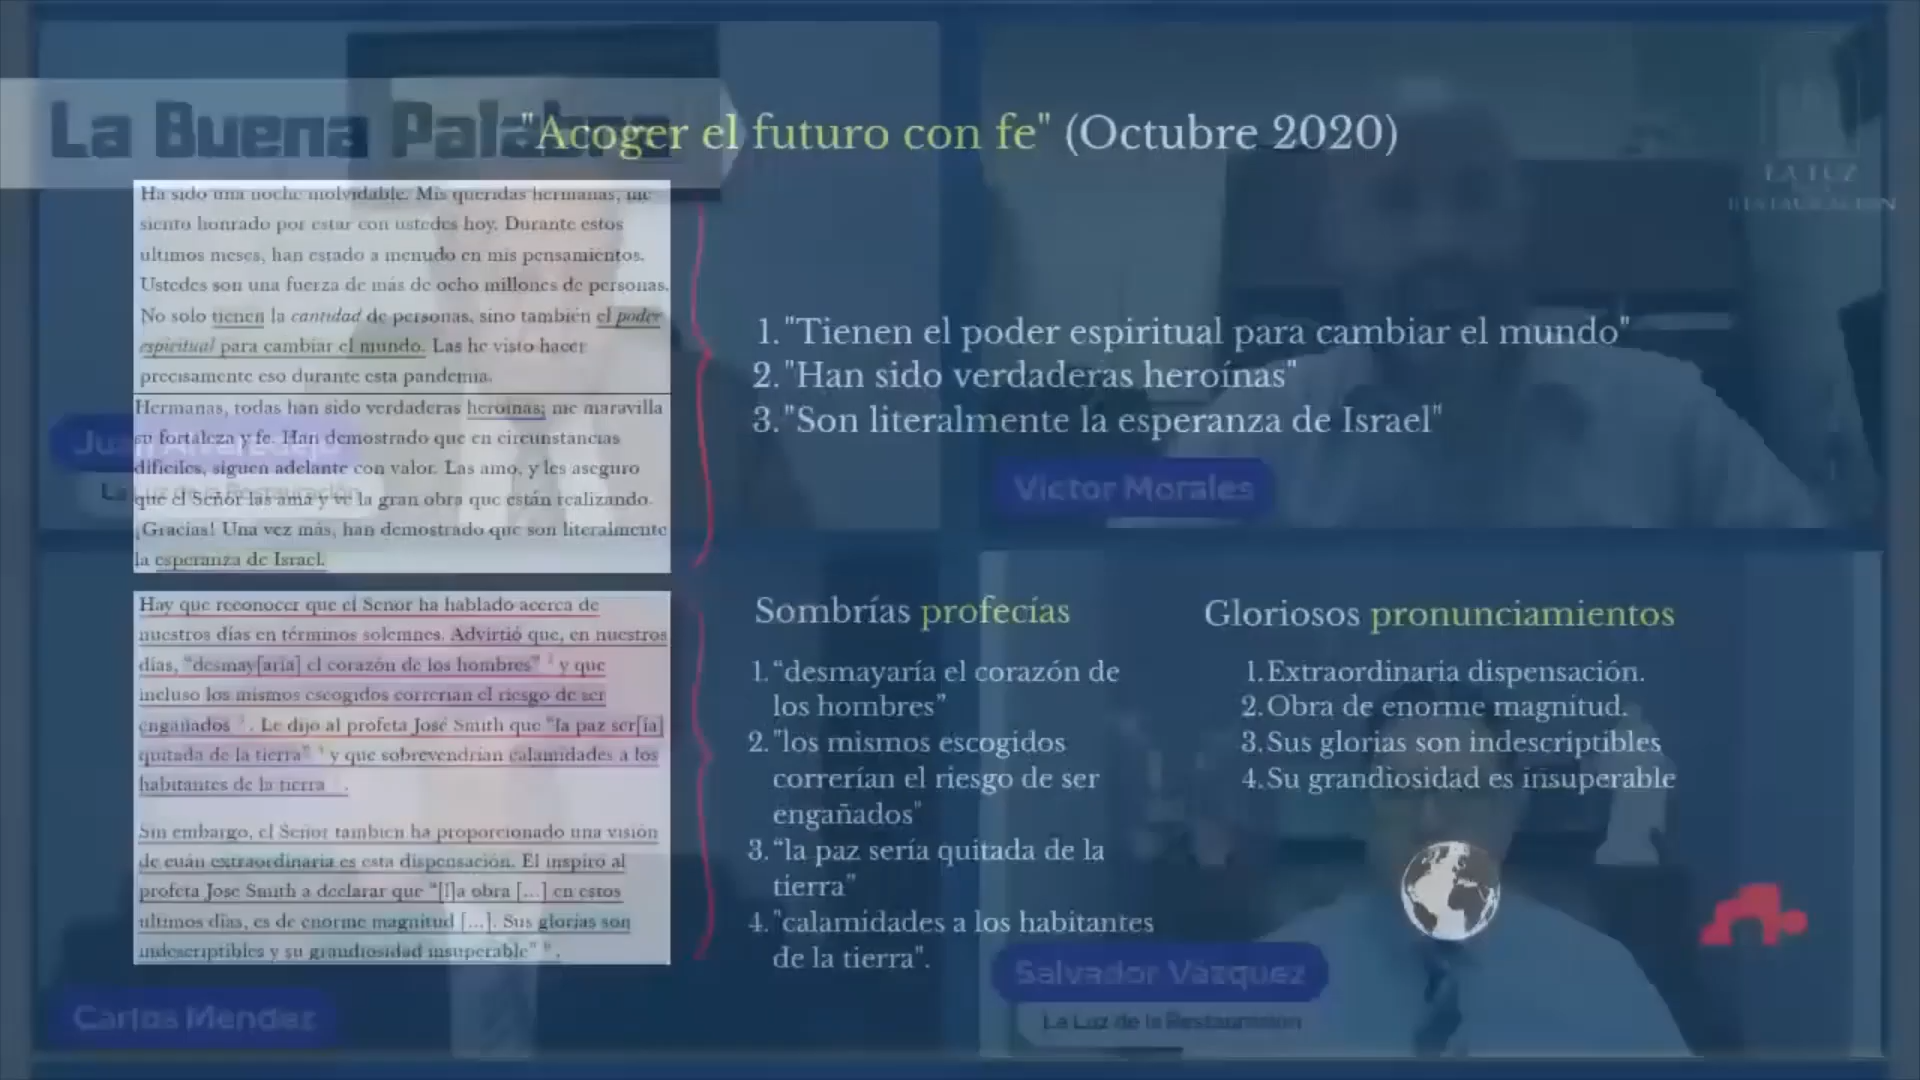 La Buena Palabra
"Acoger el futuro con fe" (Octubre 2020)
LA LUZ
RESTAURACIÓN
Ha sido una noche inolvidable. Mis queridas hermanas, me
siento honrado por estar con ustedes hoy. Durante estos
últimos meses, han estado a menudo en mis pensamientos.
Ustedes son una fuerza de más de ocho millones de personas.
No solo tienen la cantidad de personas, sino también el poder
espiritual para cambiar el mundo. Las he visto hacer
precisamente eso durante esta pandemia.
Hermanas, todas han sido verdaderas heroínas; me maravilla
su fortaleza y fe. Han demostrado que en circunstancias
difíciles, siguen adelante con valor. Las amo, y les aseguro
que el Señor las ama y ve la gran obra que están realizando.
¡Gracias! Una vez más, han demostrado que son literalmente
la esperanza de Israel.
1."Tienen el poder espiritual para cambiar el mundo"
2."Han sido verdaderas heroínas"
3."Son literalmente la esperanza de Israel"
La Luz de la Restauración
Victor Morales
Hay que reconocer que el Señor ha hablado acerca de
nuestros días en términos solemnes. Advirtió que, en nuestros
días, "desmay[aría] el corazón de los hombres" y que
incluso los mismos escogidos correrían el riesgo de ser
engañados . Le dijo al profeta José Smith que "la paz ser[ía]
quitada de la tierra" y que sobrevendrían calamidades a los
habitantes de la tierra .
Sin embargo, el Señor también ha proporcionado una visión
de cuán extraordinaria es esta dispensación. Él inspiró al
profeta José Smith a declarar que "[l]a obra [...] en estos
últimos días, es de enorme magnitud [...]. Sus glorias son
indescriptibles y su grandiosidad insuperable" .
Sombrías profecías
1."desmayaría el corazón de
los hombres"
2."los mismos escogidos
correrían el riesgo de ser
engañados"
3."la paz sería quitada de la
tierra"
4."calamidades a los habitantes
de la tierra".
Gloriosos pronunciamientos
1.Extraordinaria dispensación.
2.Obra de enorme magnitud.
3.Sus glorias son indescriptibles
4.Su grandiosidad es insuperable
Carlos Mendez
Salvador Vázquez
La Luz de la Restauración